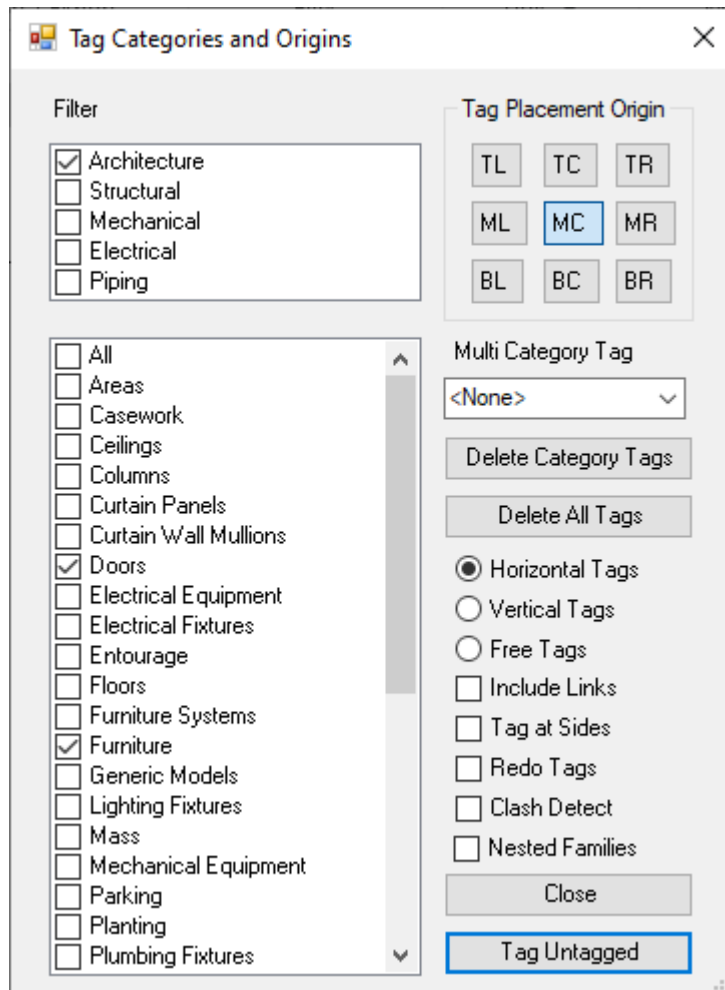 Tag Categories and Origins
Filter
Architecture
Structural
Mechanical
Electrical
Piping
All
Areas
Casework
Ceilings
Columns
Curtain Panels
Curtain Wall Mullions
Doors
Electrical Equipment
Electrical Fixtures
Entourage
Floors
Furniture Systems
Furniture
Generic Models
Lighting Fixtures
Mass
Mechanical Equipment
Parking
Planting
Plumbing Fixtures
Tag Placement Origin
TL TC TR
ML MC MR
BL BC BR
Multi Category Tag
<None>
Delete Category Tags
Delete All Tags
Horizontal Tags
Vertical Tags
Free Tags
Include Links
Tag at Sides
Redo Tags
Clash Detect
Nested Families
Close
Tag Untagged